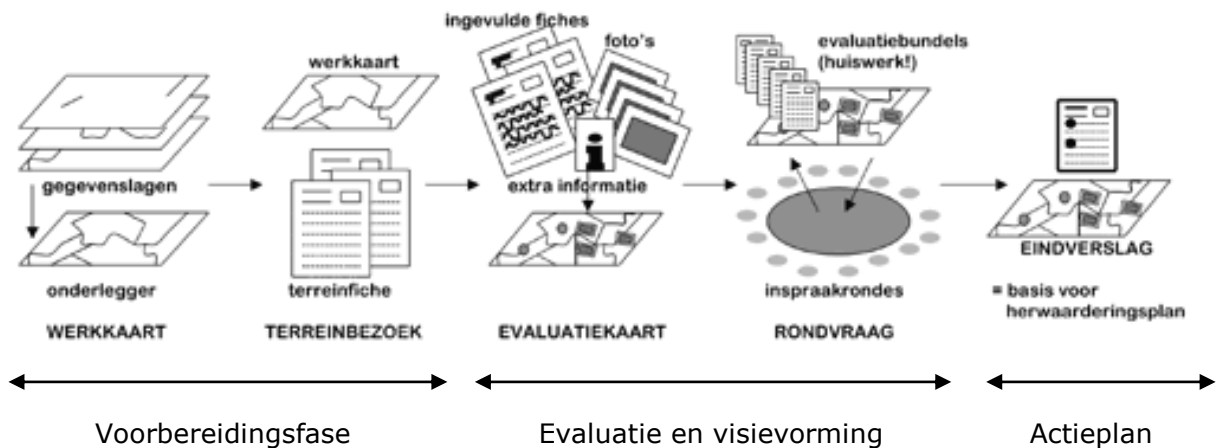 ingevulde fiches
foto's
werkkaart
evaluatiebundels
(huiswerk!)
gegevenslagen
extra informatie
i
onderlegger
terreinfiche
inspraakrondes
EINDVERSLAG
= basis voor
herwaarderingsplan
WERKKAART
TERREINBEZOEK
EVALUATIEKAART
RONDVRAAG
Voorbereidingsfase
Evaluatie en visievorming
Actieplan